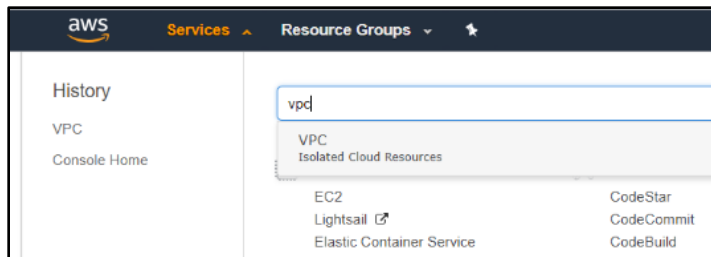 aws
Services
Resource Groups
History
VPC
Console Home
vpc
VPC
Isolated Cloud Resources
EC2
Lightsail
Elastic Container Service
CodeStar
CodeCommit
CodeBuild